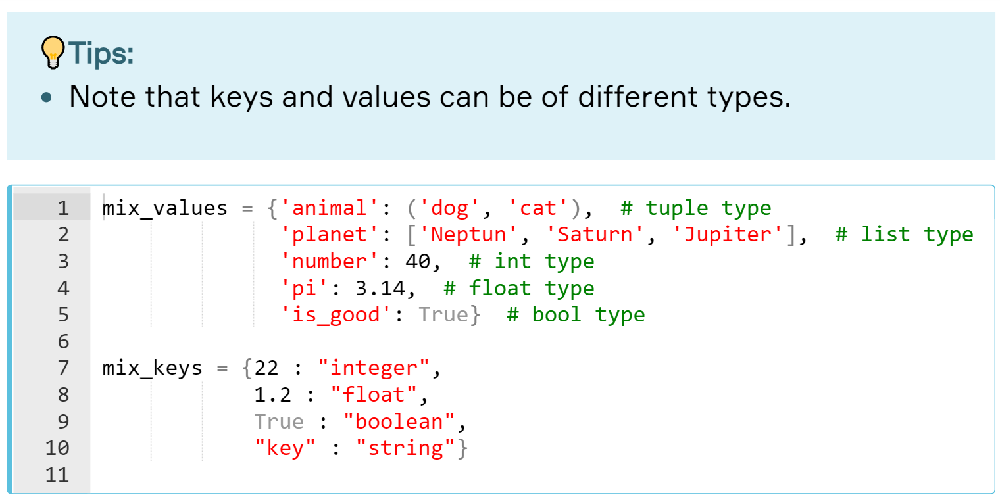 💡Tips:
• Note that keys and values can be of different types.
1 mix_values = {'animal': ('dog', 'cat'),  # tuple type
2               'planet': ['Neptun', 'Saturn', 'Jupiter'],  # list type
3               'number': 40,  # int type
4               'pi': 3.14,  # float type
5               'is_good': True}  # bool type
6
7 mix_keys = {22 : "integer",
8             1.2 : "float",
9             True : "boolean",
10             "key" : "string"}
11